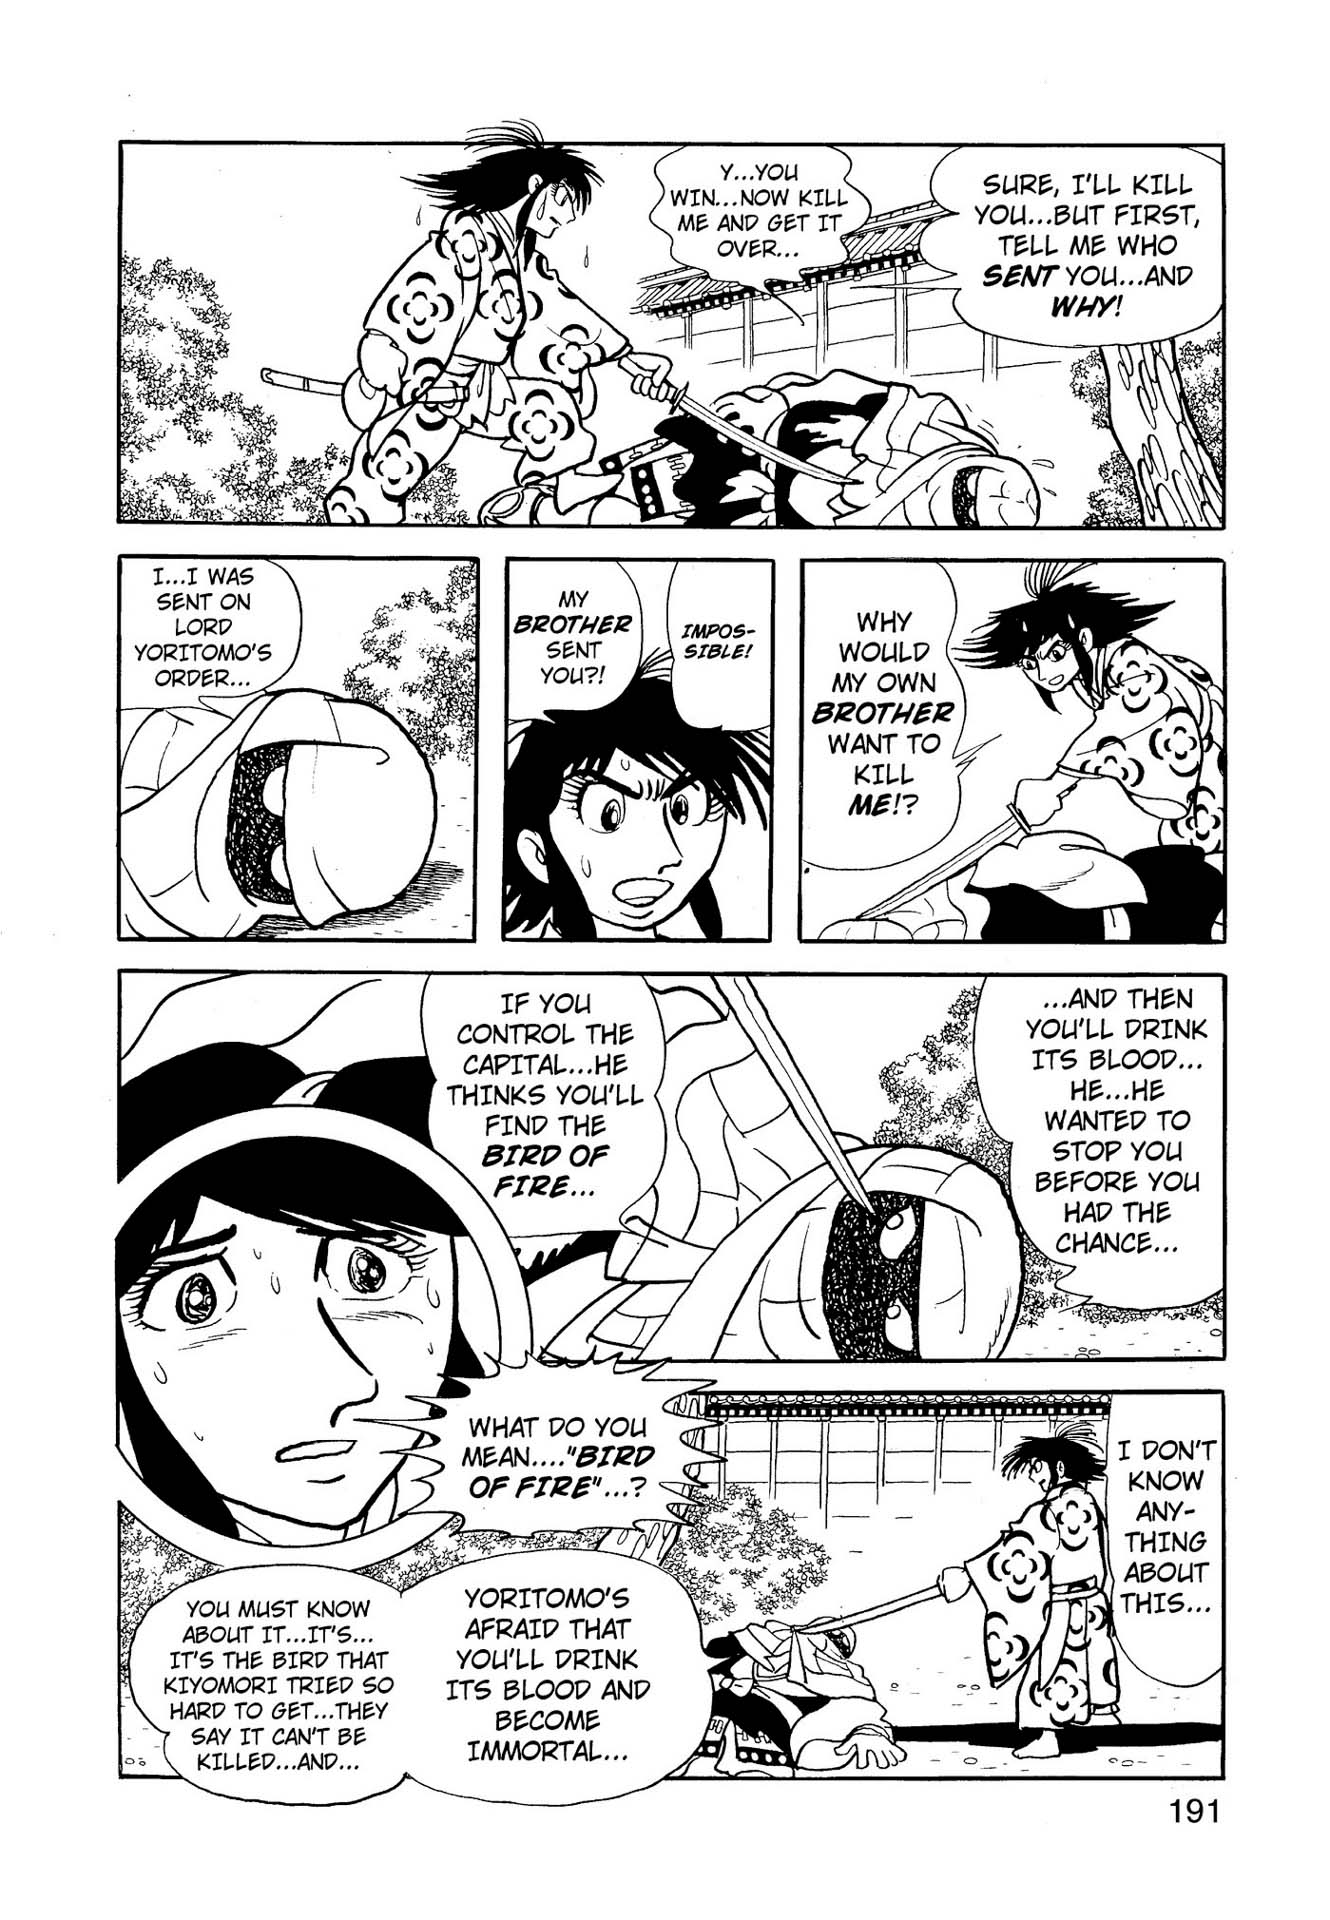 Y...YOU
WIN...NOW KILL
ME AND GET IT
OVER...
SURE, I'LL KILL
YOU...BUT FIRST,
TELL ME WHO
SENT YOU...AND
WHY!
I...I WAS
SENT ON
LORD
YORITOMO'S
ORDER...
MY
BROTHER
SENT
YOU?!
IMPOS-
SIBLE!
WHY
WOULD
MY OWN
BROTHER
WANT TO
KILL
ME!?
IF YOU
CONTROL THE
CAPITAL...HE
THINKS YOU'LL
FIND THE
BIRD OF
FIRE...
...AND THEN
YOU'LL DRINK
ITS BLOOD...
HE...HE
WANTED TO
STOP YOU
BEFORE YOU
HAD THE
CHANCE...
WHAT DO YOU
MEAN...."BIRD
OF FIRE"...?
I DON'T
KNOW
ANY-
THING
ABOUT
THIS...
YOU MUST KNOW
ABOUT IT...IT'S...
IT'S THE BIRD THAT
KIYOMORI TRIED SO
HARD TO GET...THEY
SAY IT CAN'T BE
KILLED...AND...
YORITOMO'S
AFRAID THAT
YOU'LL DRINK
ITS BLOOD AND
BECOME
IMMORTAL...
191